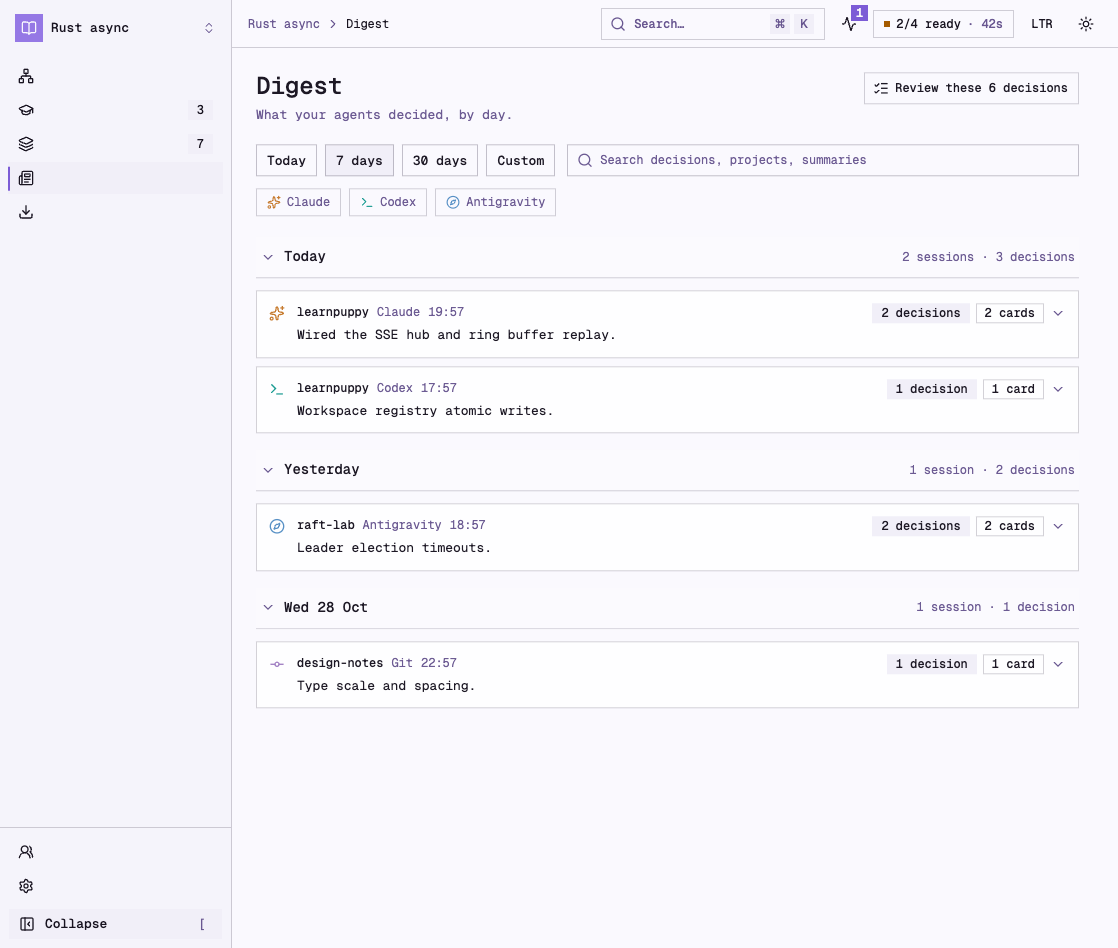 Rust async
3
7
Collapse [
Rust async > Digest
Search… ⌘ K
1
2/4 ready · 42s
LTR
Digest
What your agents decided, by day.
Review these 6 decisions
Today 7 days 30 days Custom
Search decisions, projects, summaries
Claude Codex Antigravity
Today 2 sessions · 3 decisions
learnpuppy Claude 19:57 2 decisions 2 cards
Wired the SSE hub and ring buffer replay.
learnpuppy Codex 17:57 1 decision 1 card
Workspace registry atomic writes.
Yesterday 1 session · 2 decisions
raft-lab Antigravity 18:57 2 decisions 2 cards
Leader election timeouts.
Wed 28 Oct 1 session · 1 decision
design-notes Git 22:57 1 decision 1 card
Type scale and spacing.